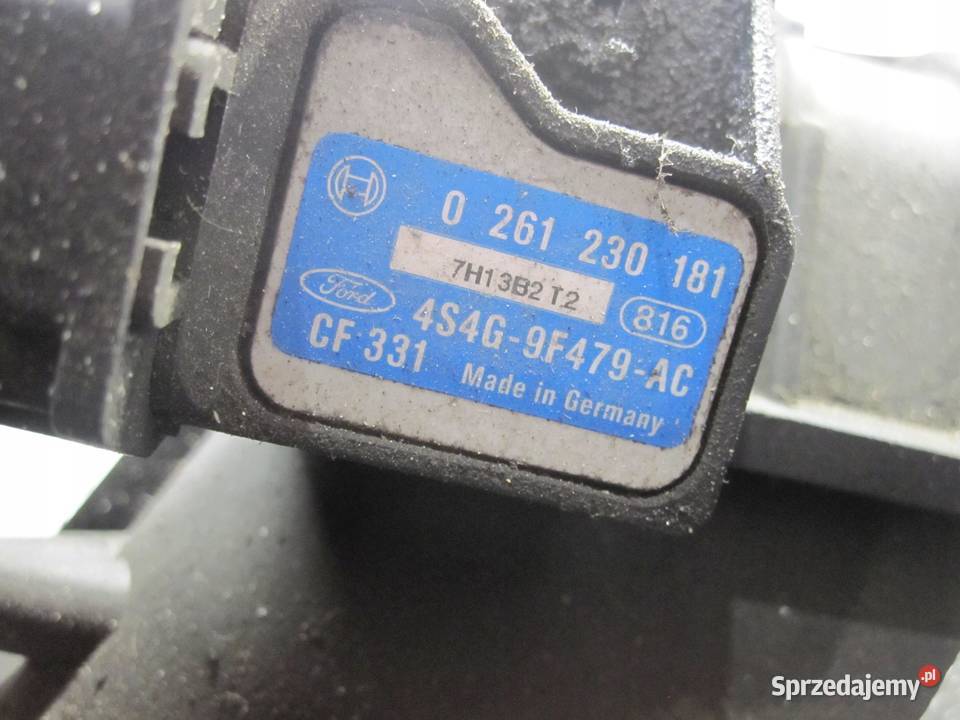 0 261 230 181
7H13B2 T2
816
Ford
4S4G-9F479-AC
CF 331
Made in Germany
Sprzedajemy.pl